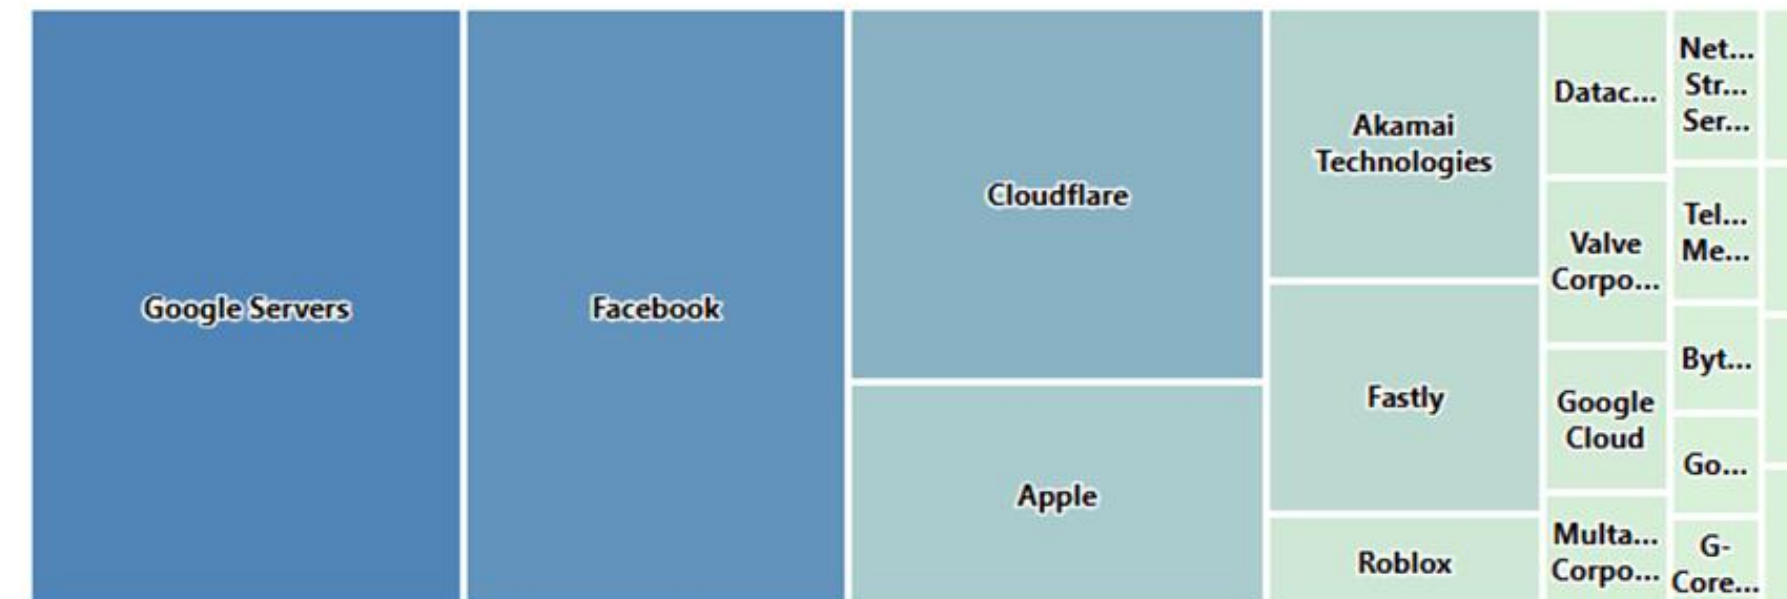 Google Servers
Facebook
Cloudflare
Apple
Akamai
Technologies
Fastly
Roblox
Datac...
Valve
Corpo...
Google
Cloud
Multa...
Corpo...
Net...
Str...
Ser...
Tel...
Me...
Byt...
Go...
G-
Core...